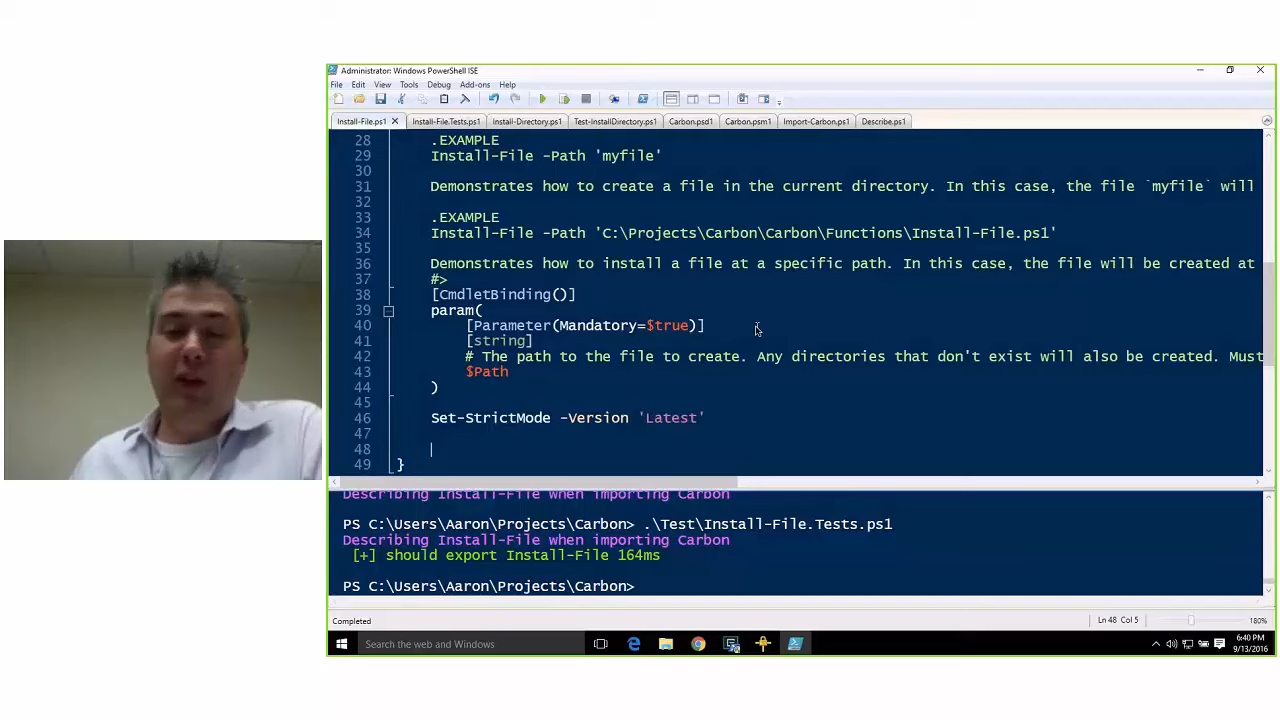 Administrator: Windows PowerShell ISE
File Edit View Tools Debug Add-ons Help
Install-File.ps1 Install-File.Tests.ps1 Install-Directory.ps1 Test-InstallDirectory.ps1 Carbon.psd1 Carbon.psm1 Import-Carbon.ps1 Describe.ps1
28 .EXAMPLE
29 Install-File -Path 'myfile'
30
31 Demonstrates how to create a file in the current directory. In this case, the file `myfile` will
32
33 .EXAMPLE
34 Install-File -Path 'C:\Projects\Carbon\Carbon\Functions\Install-File.ps1'
35
36 Demonstrates how to install a file at a specific path. In this case, the file will be created at
37 #>
38 [CmdletBinding()]
39 param(
40 [Parameter(Mandatory=$true)]
41 [string]
42 # The path to the file to create. Any directories that don't exist will also be created. Must
43 $Path
44 )
45
46 Set-StrictMode -Version 'Latest'
47
48
49 }
Describing Install-File when importing Carbon
PS C:\Users\Aaron\Projects\Carbon> .\Test\Install-File.Tests.ps1
Describing Install-File when importing Carbon
[+] should export Install-File 164ms
PS C:\Users\Aaron\Projects\Carbon>
Completed Ln 48 Col 5 180%
Search the web and Windows
6:40 PM
9/13/2016